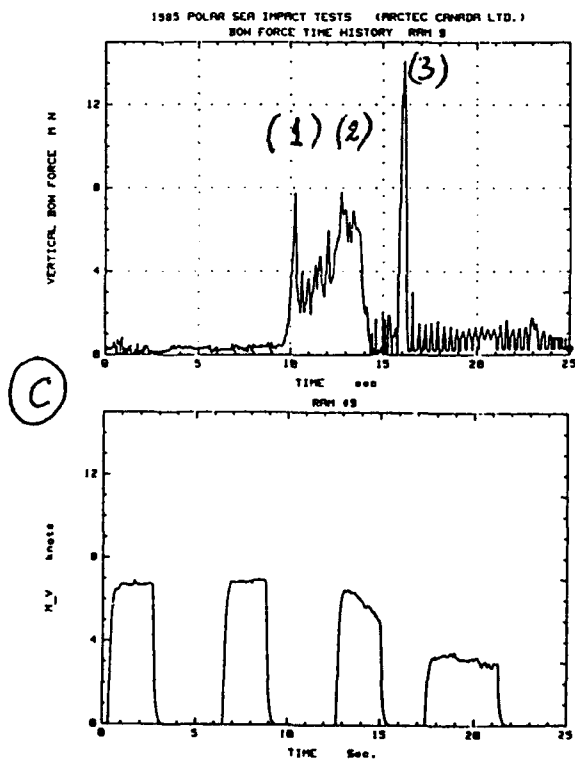 1985 POLAR SEA IMPACT TESTS (ARCTEC CANADA LTD.)
BOW FORCE TIME HISTORY RAM 9
(1) (2) (3)
VERTICAL BOW FORCE MN
12
8
4
0
0 5 10 15 20 25
TIME sec
C
RAM #9
M_V knots
12
8
4
0
0 5 10 15 20 25
TIME Sec.